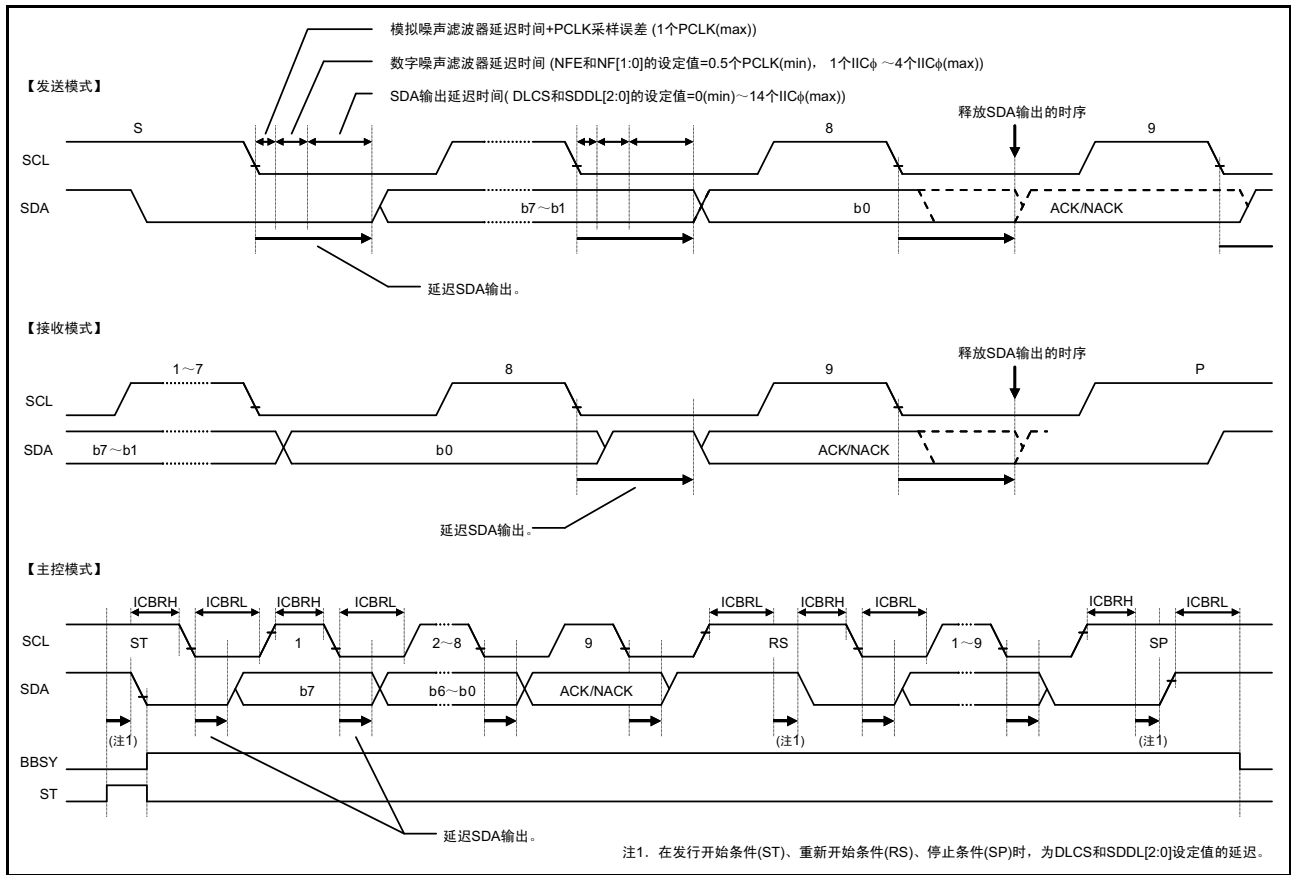 模拟噪声滤波器延迟时间+PCLK采样误差 (1个PCLK(max))
数字噪声滤波器延迟时间 (NFE和NF[1:0]的设定值=0.5个PCLK(min)， 1个IICϕ ～4个IICϕ(max))
【发送模式】
SDA输出延迟时间( DLCS和SDDL[2:0]的设定值=0(min)～14个IICϕ(max))
释放SDA输出的时序
S 8 9
SCL
SDA b7～b1 b0 ACK/NACK
延迟SDA输出。
【接收模式】
释放SDA输出的时序
1～7 8 9 P
SCL
SDA b7～b1 b0 ACK/NACK
延迟SDA输出。
【主控模式】
ICBRH ICBRL ICBRH ICBRL ICBRL ICBRH ICBRL ICBRH ICBRL
SCL ST 1 2～8 9 RS 1～9 SP
SDA b7 b6～b0 ACK/NACK
(注1) (注1) (注1)
BBSY
ST
延迟SDA输出。
注1. 在发行开始条件(ST)、重新开始条件(RS)、停止条件(SP)时，为DLCS和SDDL[2:0]设定值的延迟。